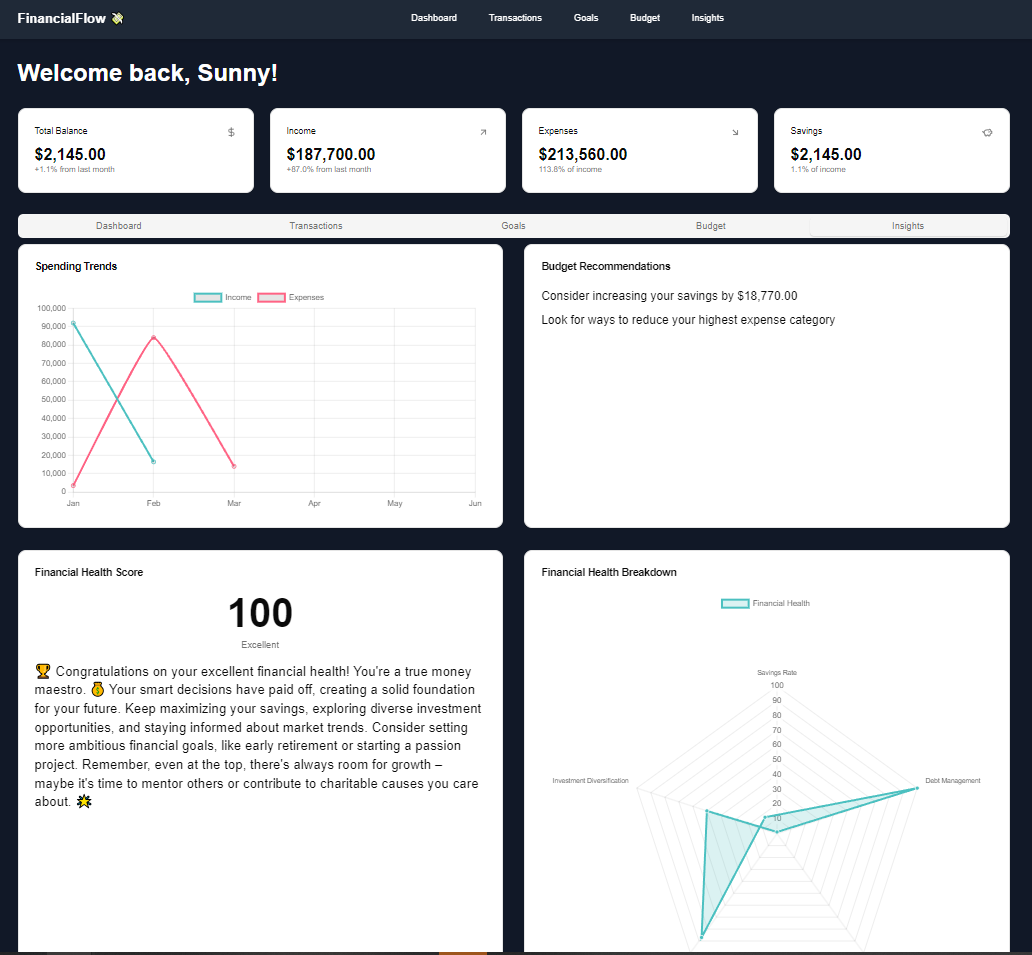 FinancialFlow 💸
Dashboard Transactions Goals Budget Insights
Welcome back, Sunny!
Total Balance $
$2,145.00
+1.1% from last month
Income
$187,700.00
+87.0% from last month
Expenses
$213,560.00
113.8% of income
Savings
$2,145.00
1.1% of income
Dashboard Transactions Goals Budget Insights
Spending Trends
Income Expenses
100,000
90,000
80,000
70,000
60,000
50,000
40,000
30,000
20,000
10,000
0
Jan Feb Mar Apr May Jun
Budget Recommendations
Consider increasing your savings by $18,770.00
Look for ways to reduce your highest expense category
Financial Health Score
100
Excellent
🏆 Congratulations on your excellent financial health! You're a true money
maestro. 💰 Your smart decisions have paid off, creating a solid foundation
for your future. Keep maximizing your savings, exploring diverse investment
opportunities, and staying informed about market trends. Consider setting
more ambitious financial goals, like early retirement or starting a passion
project. Remember, even at the top, there's always room for growth –
maybe it's time to mentor others or contribute to charitable causes you care
about. 🌟
Financial Health Breakdown
Financial Health
Savings Rate
100
90
80
70
60
50
40
30
20
10
Investment Diversification
Debt Management